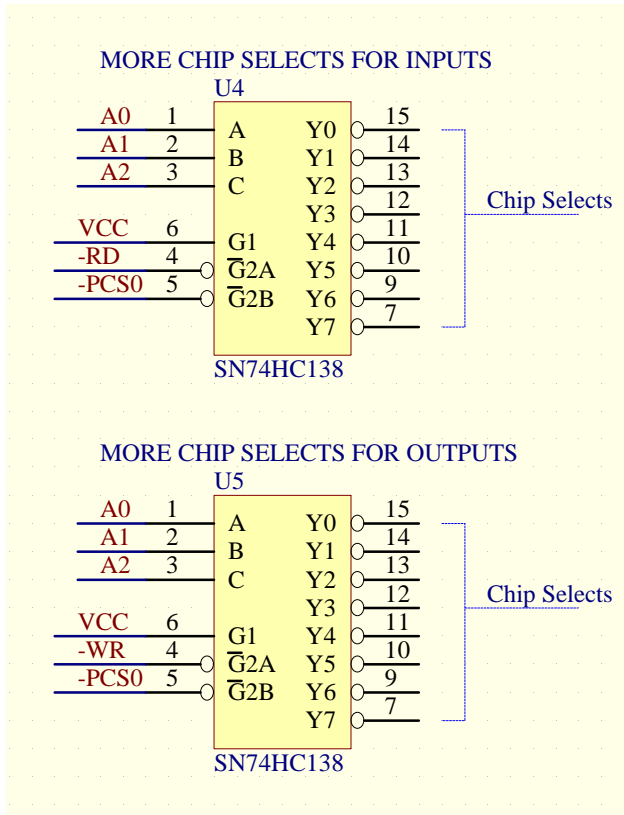 MORE CHIP SELECTS FOR INPUTS
U4
A0 1 A Y0 15
A1 2 B Y1 14
A2 3 C Y2 13
Y3 12
Chip Selects
VCC 6 G1 Y4 11
-RD 4 G̅2A Y5 10
-PCS0 5 G̅2B Y6 9
Y7 7
SN74HC138
MORE CHIP SELECTS FOR OUTPUTS
U5
A0 1 A Y0 15
A1 2 B Y1 14
A2 3 C Y2 13
Y3 12
Chip Selects
VCC 6 G1 Y4 11
-WR 4 G̅2A Y5 10
-PCS0 5 G̅2B Y6 9
Y7 7
SN74HC138